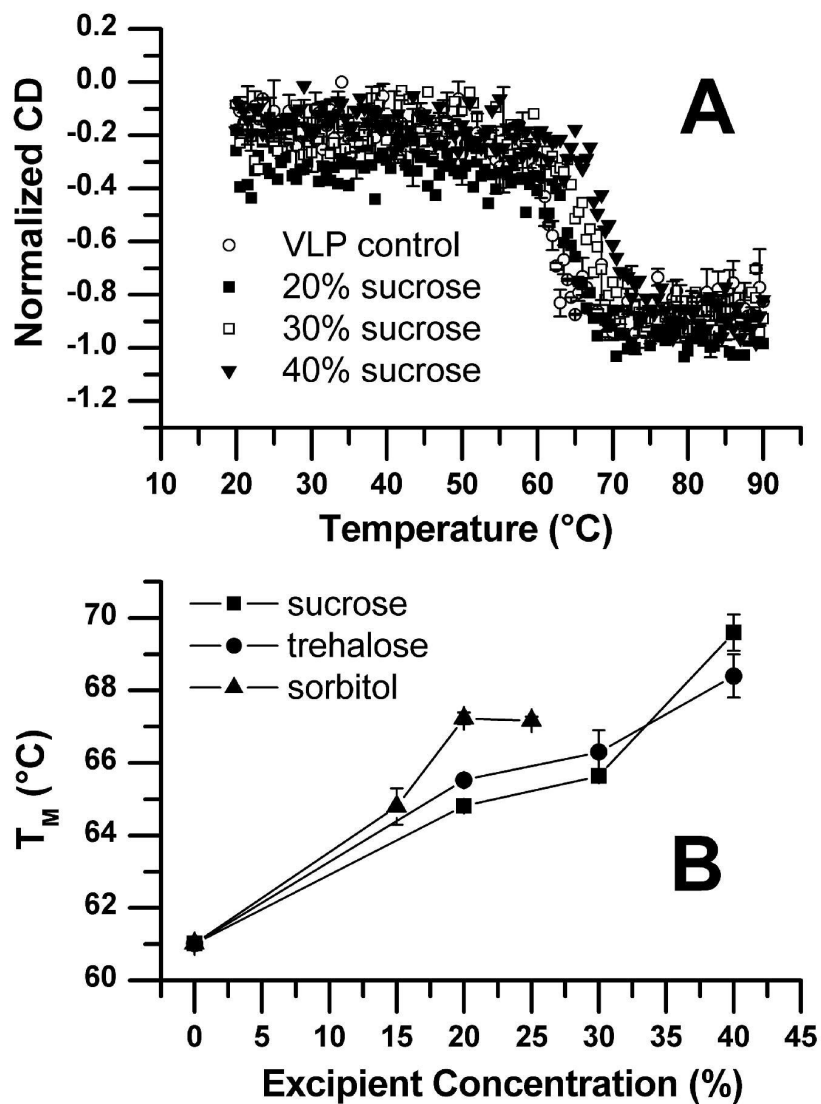 0.2
0.0
-0.2
-0.4
-0.6
-0.8
-1.0
-1.2
Normalized CD
A
VLP control
20% sucrose
30% sucrose
40% sucrose
10 20 30 40 50 60 70 80 90
Temperature (°C)
70
68
66
64
62
60
T_M (°C)
sucrose
trehalose
sorbitol
B
0 5 10 15 20 25 30 35 40 45
Excipient Concentration (%)